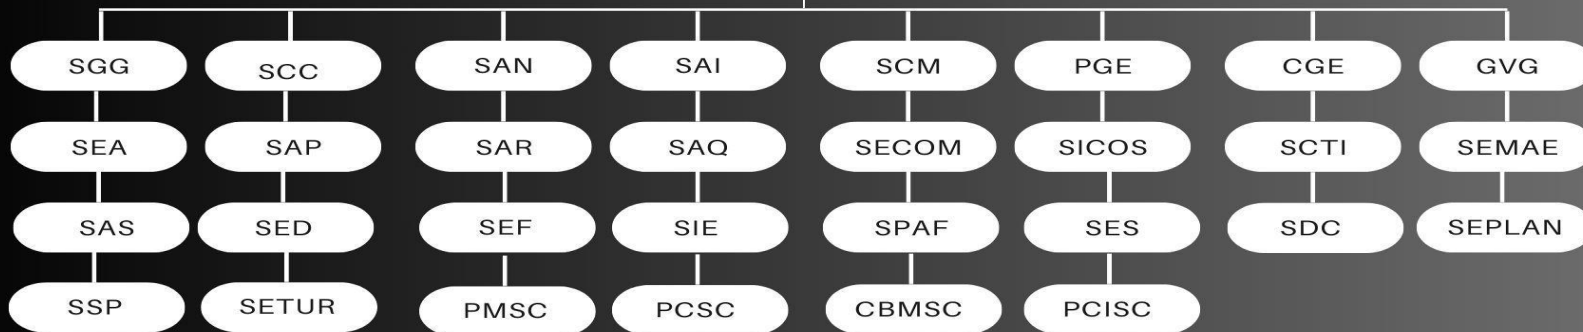 SGG SCC SAN SAI SCM PGE CGE GVG
SEA SAP SAR SAQ SECOM SICOS SCTI SEMAE
SAS SED SEF SIE SPAF SES SDC SEPLAN
SSP SETUR PMSC PCSC CBMSC PCISC